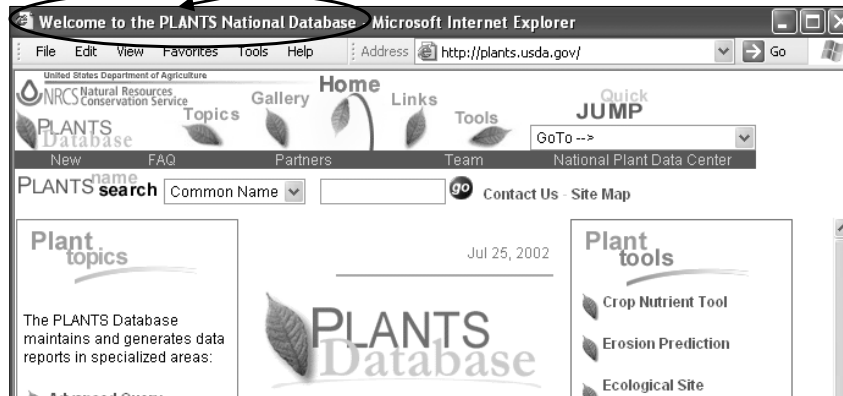 Welcome to the PLANTS National Database - Microsoft Internet Explorer
File Edit View Favorites Tools Help Address http://plants.usda.gov/ Go
United States Department of Agriculture
NRCS Natural Resources Conservation Service
Topics Gallery Home Links Tools
Quick JUMP
PLANTS Database
GoTo -->
New FAQ Partners Team National Plant Data Center
PLANTS name search Common Name go Contact Us - Site Map
Plant topics
The PLANTS Database
maintains and generates data
reports in specialized areas:
Advanced Query
Jul 25, 2002
PLANTS
Database
Plant tools
Crop Nutrient Tool
Erosion Prediction
Ecological Site